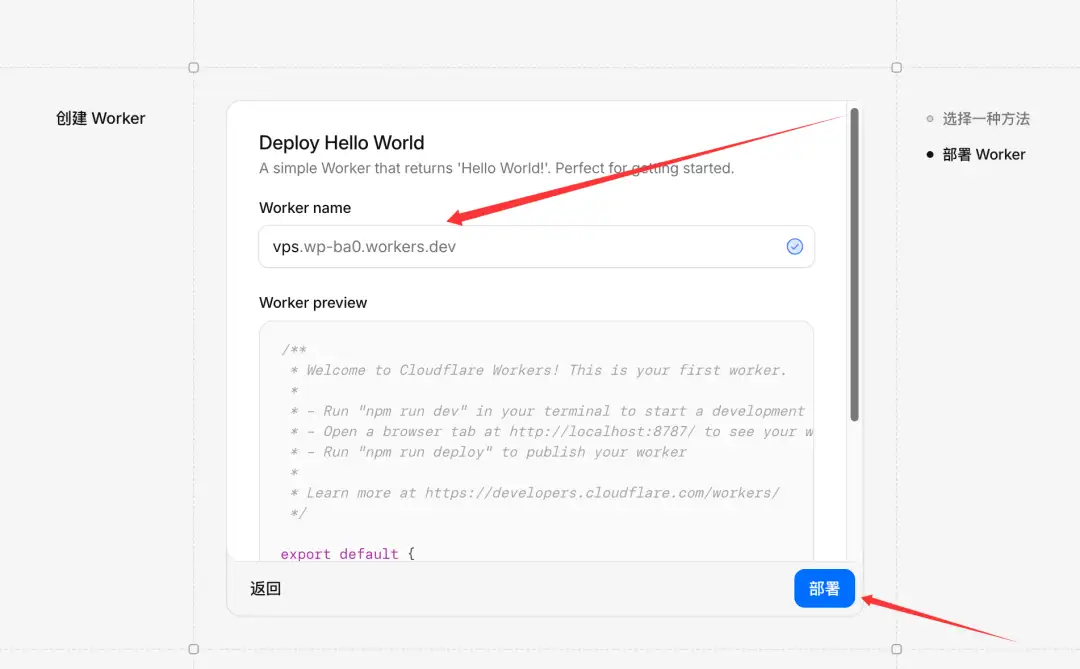 创建 Worker
Deploy Hello World
A simple Worker that returns 'Hello World!'. Perfect for getting started.
Worker name
vps.wp-ba0.workers.dev
Worker preview
/**
* Welcome to Cloudflare Workers! This is your first worker.
*
* - Run "npm run dev" in your terminal to start a development
* - Open a browser tab at http://localhost:8787/ to see your w
* - Run "npm run deploy" to publish your worker
*
* Learn more at https://developers.cloudflare.com/workers/
*/
export default {
返回
部署
选择一种方法
部署 Worker